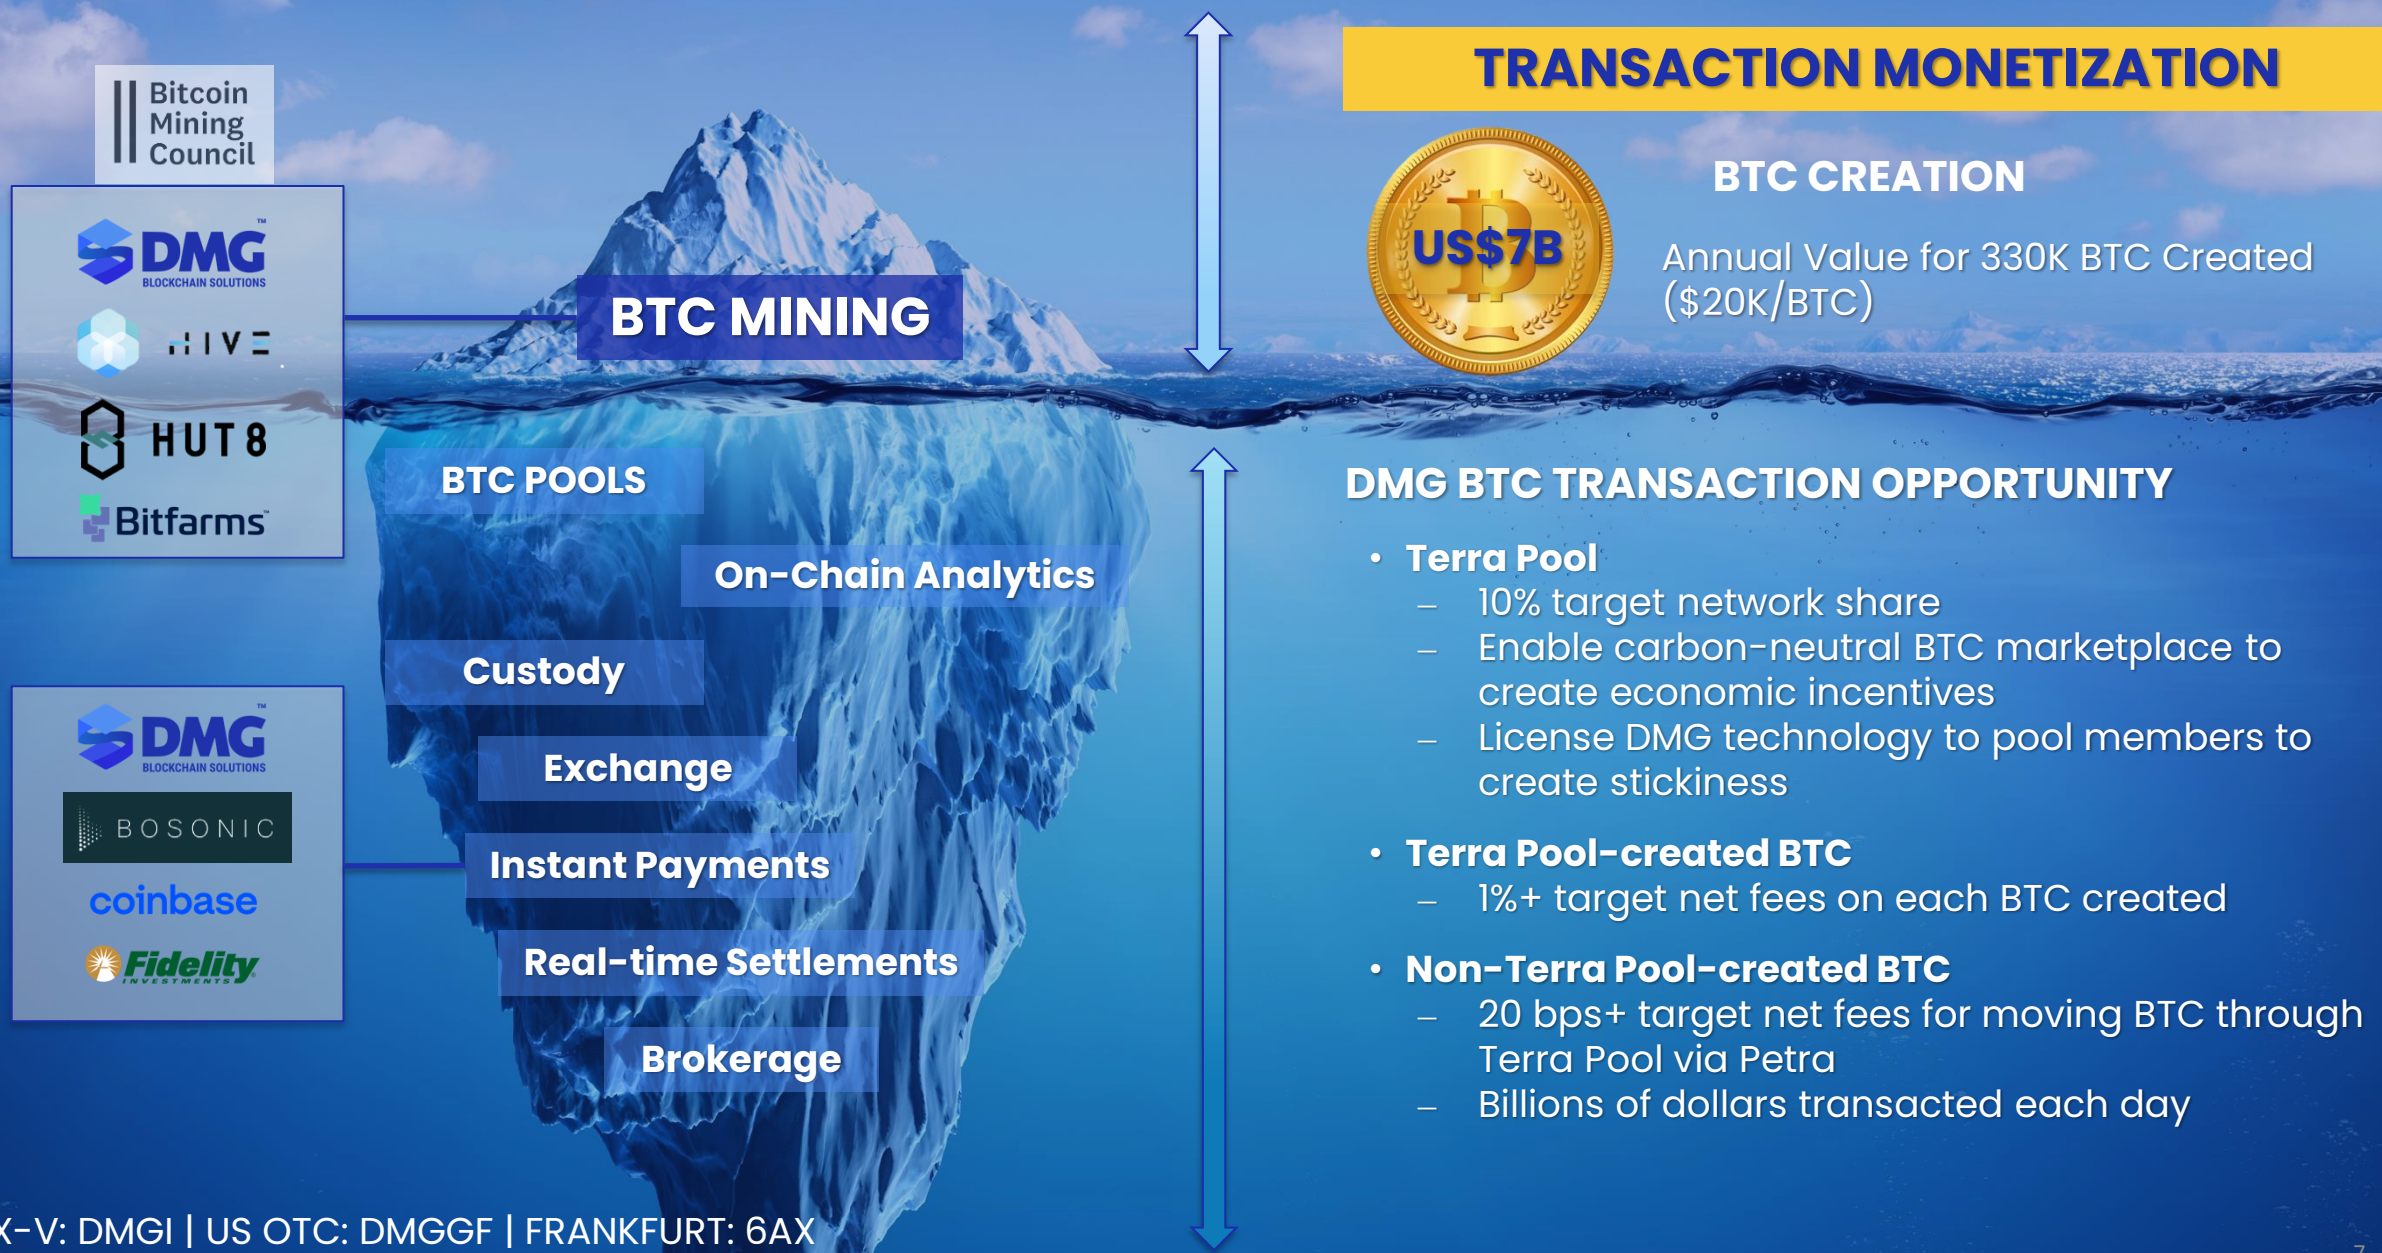 Bitcoin
Mining
Council
DMG™
BLOCKCHAIN SOLUTIONS
HIVE
HUT 8
Bitfarms™
DMG™
BLOCKCHAIN SOLUTIONS
BOSONIC
coinbase
Fidelity
INVESTMENTS®
BTC MINING
BTC POOLS
On-Chain Analytics
Custody
Exchange
Instant Payments
Real-time Settlements
Brokerage
TRANSACTION MONETIZATION
US$7B
BTC CREATION
Annual Value for 330K BTC Created
($20K/BTC)
DMG BTC TRANSACTION OPPORTUNITY
• Terra Pool
– 10% target network share
– Enable carbon-neutral BTC marketplace to
create economic incentives
– License DMG technology to pool members to
create stickiness
• Terra Pool-created BTC
– 1%+ target net fees on each BTC created
• Non-Terra Pool-created BTC
– 20 bps+ target net fees for moving BTC through
Terra Pool via Petra
– Billions of dollars transacted each day
X-V: DMGI | US OTC: DMGGF | FRANKFURT: 6AX
7